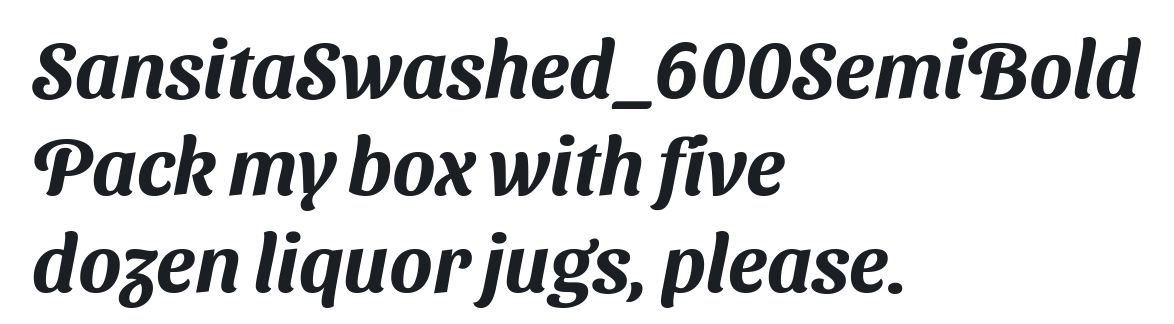 SansitaSwashed_600SemiBold
Pack my box with five
dozen liquor jugs, please.